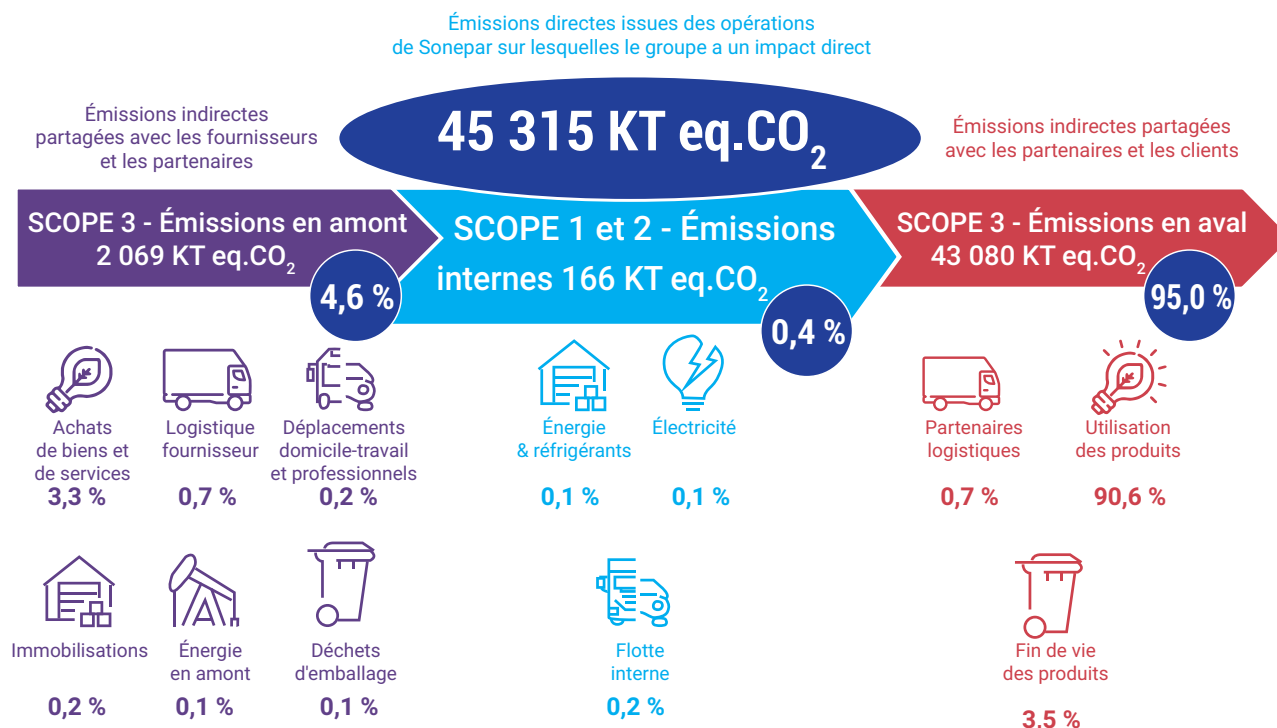 Émissions directes issues des opérations
de Sonepar sur lesquelles le groupe a un impact direct
45 315 KT eq.CO₂
Émissions indirectes
partagées avec les fournisseurs
et les partenaires
Émissions indirectes partagées
avec les partenaires et les clients
SCOPE 3 - Émissions en amont
2 069 KT eq.CO₂
4,6 %
SCOPE 1 et 2 - Émissions
internes 166 KT eq.CO₂
0,4 %
SCOPE 3 - Émissions en aval
43 080 KT eq.CO₂
95,0 %
Achats
de biens et
de services
3,3 %
Logistique
fournisseur
0,7 %
Déplacements
domicile-travail
et professionnels
0,2 %
Énergie
& réfrigérants
0,1 %
Électricité
0,1 %
Partenaires
logistiques
0,7 %
Utilisation
des produits
90,6 %
Immobilisations
0,2 %
Énergie
en amont
0,1 %
Déchets
d'emballage
0,1 %
Flotte
interne
0,2 %
Fin de vie
des produits
3,5 %